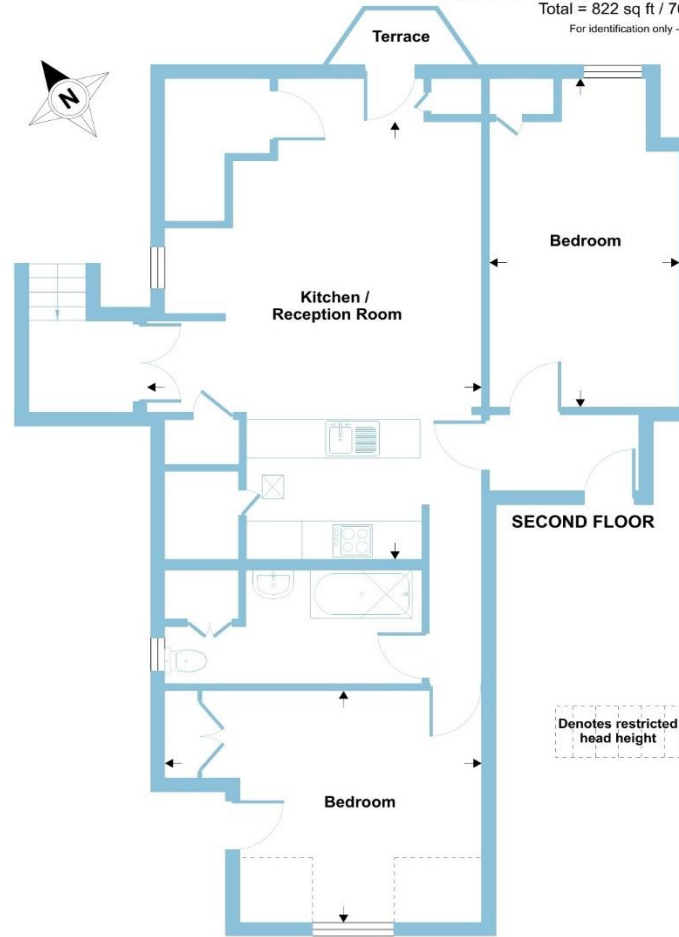 Total = 822 sq ft / 
For identification only -
Terrace
N
Bedroom
Kitchen /
Reception Room
SECOND FLOOR
Denotes restricted
head height
Bedroom